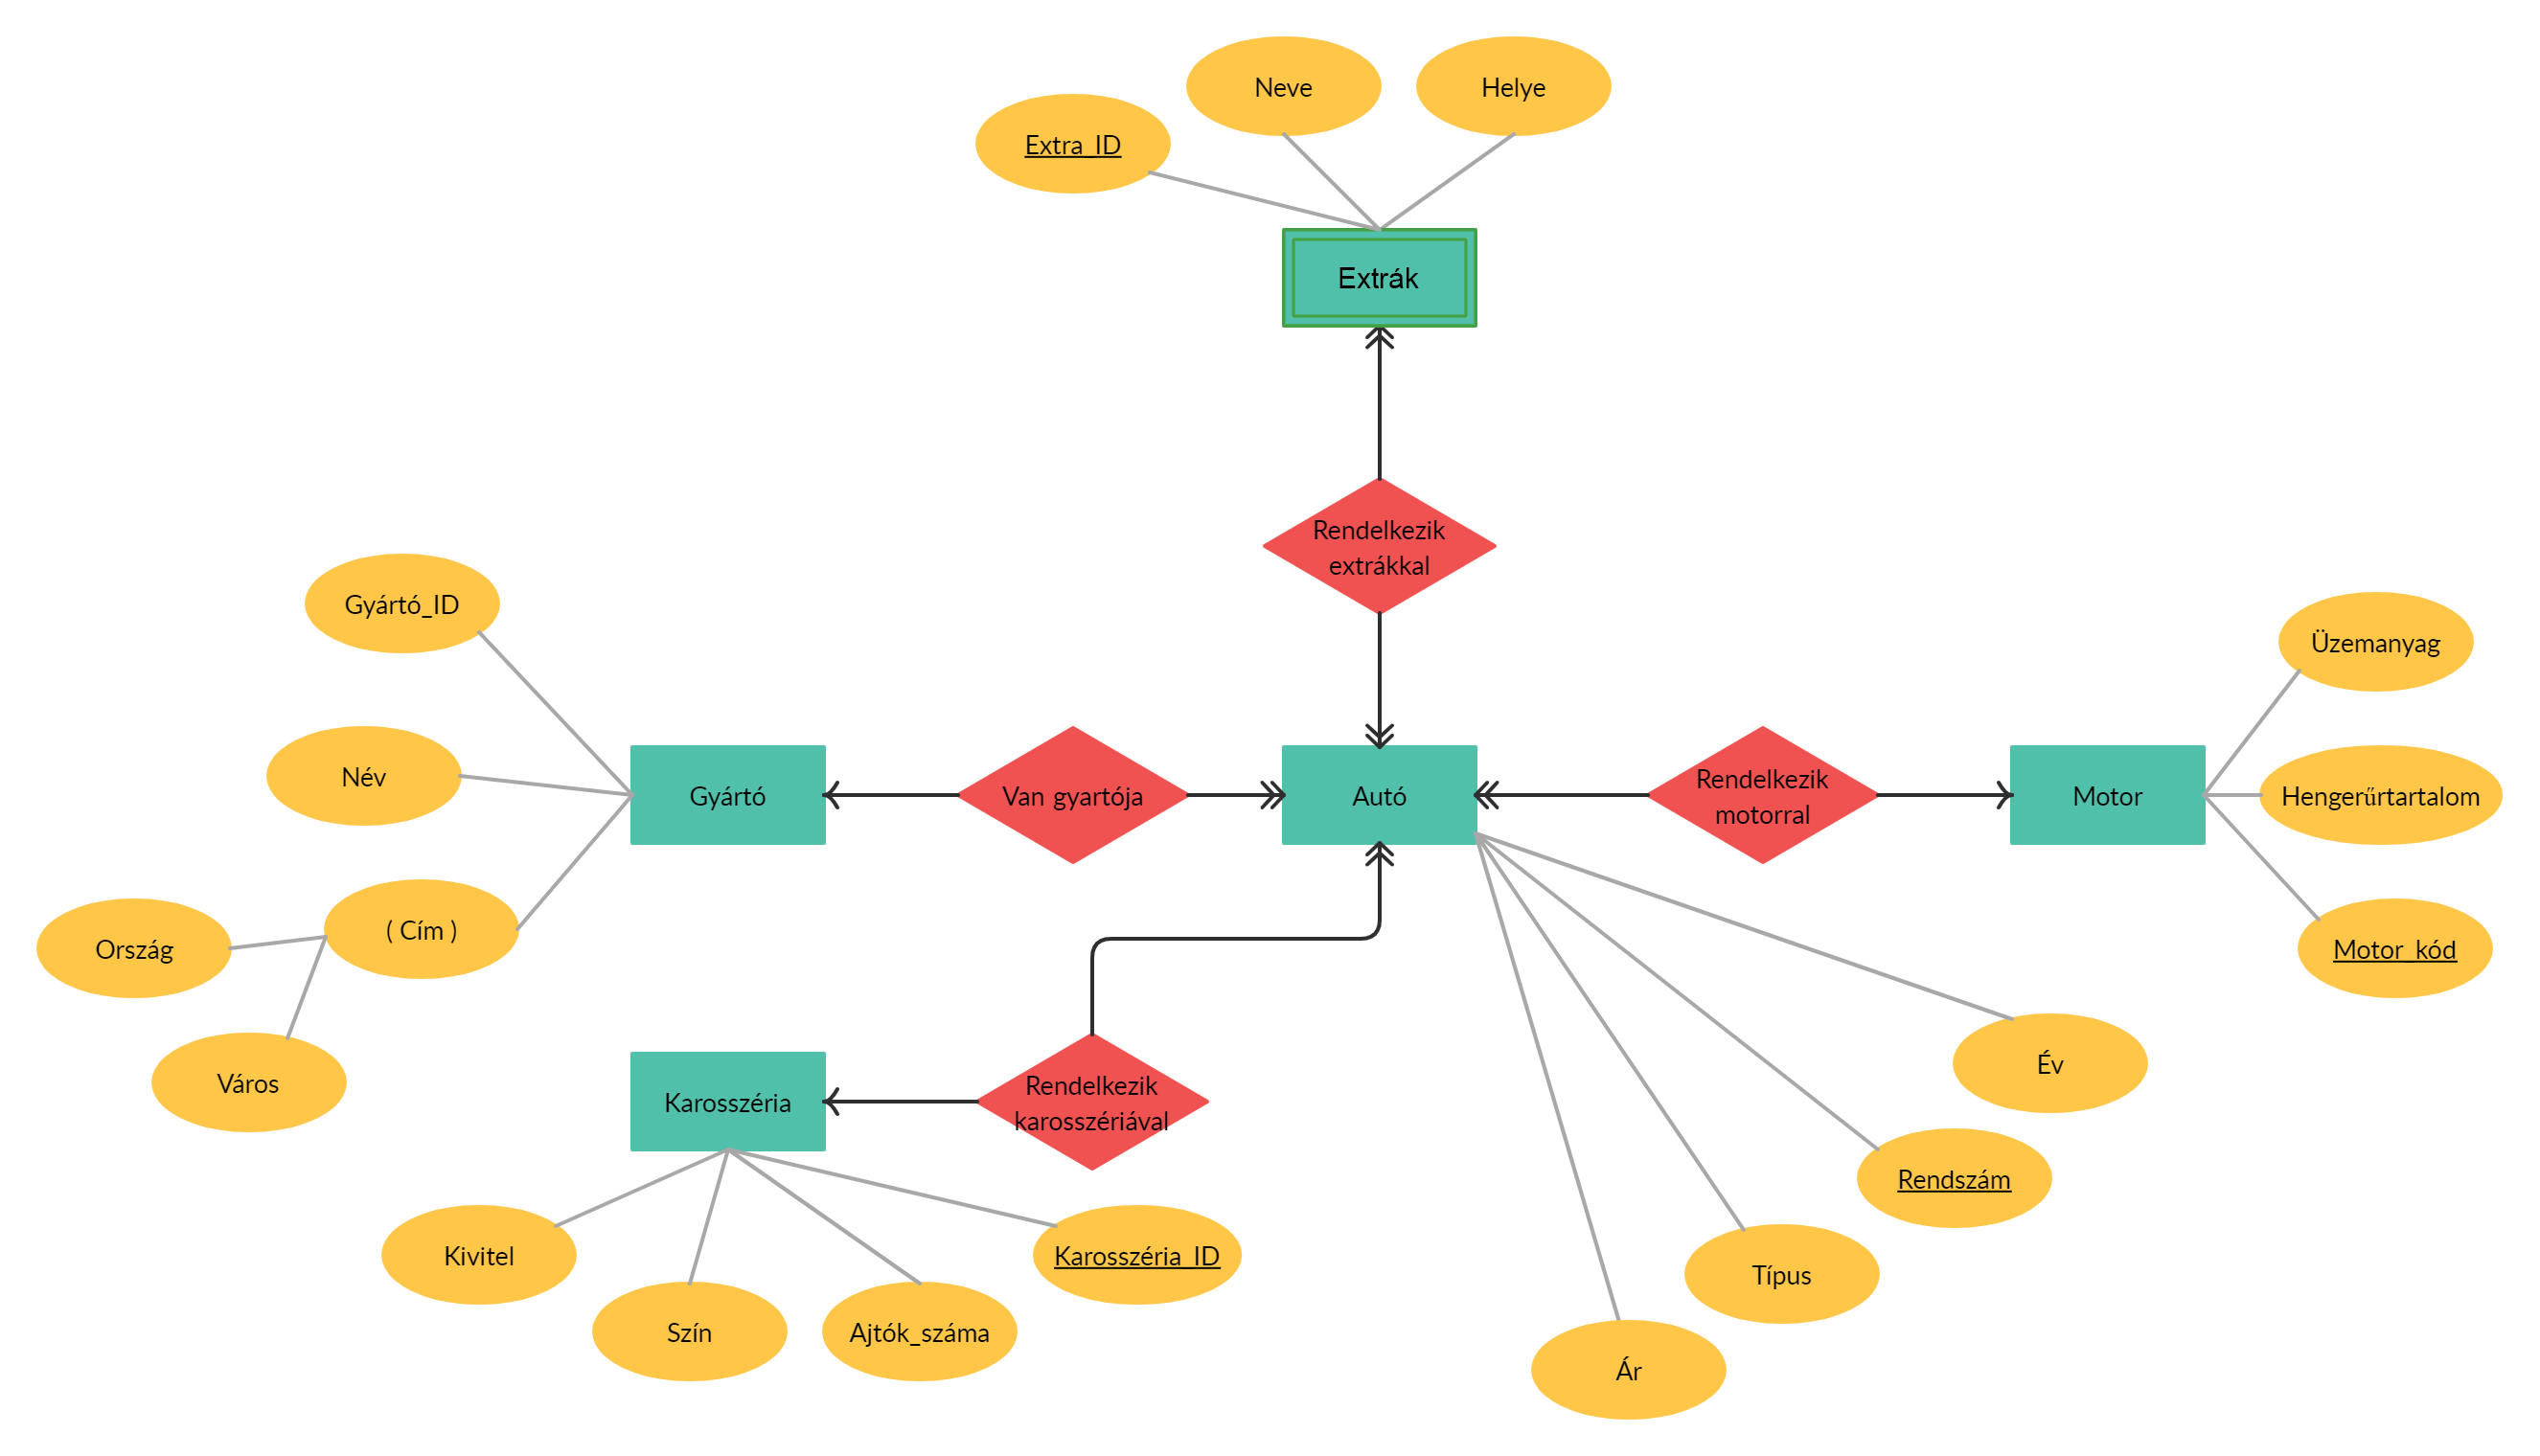 Neve
Helye
Extra_ID
Extrák
Rendelkezik
extrákkal
Gyártó_ID
Üzemanyag
Név
Gyártó
Van gyartója
Autó
Rendelkezik
motorral
Motor
Hengerűrtartalom
( Cím )
Ország
Motor_kód
Város
Karosszéria
Rendelkezik
karosszériával
Év
Rendszám
Kivitel
Karosszéria_ID
Típus
Szín
Ajtók_száma
Ár